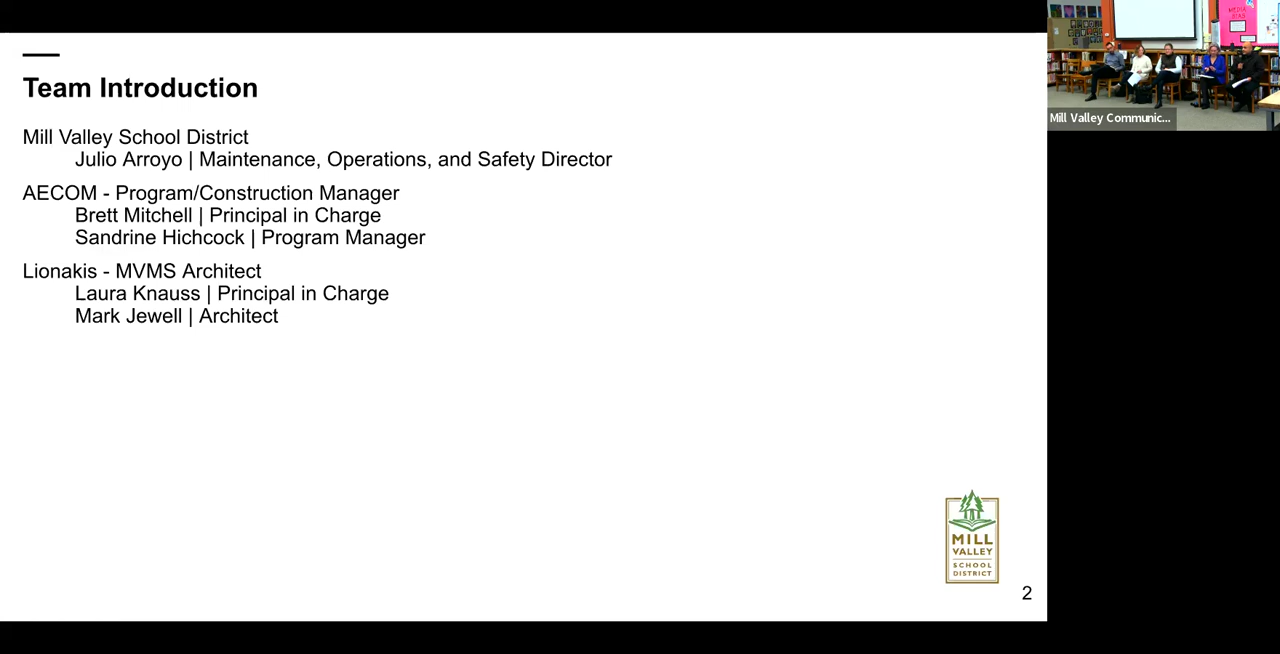 Team Introduction
Mill Valley School District
Julio Arroyo | Maintenance, Operations, and Safety Director
AECOM - Program/Construction Manager
Brett Mitchell | Principal in Charge
Sandrine Hichcock | Program Manager
Lionakis - MVMS Architect
Laura Knauss | Principal in Charge
Mark Jewell | Architect
MILL
VALLEY
SCHOOL
DISTRICT
2
MEDIA
Mill Valley Communic...